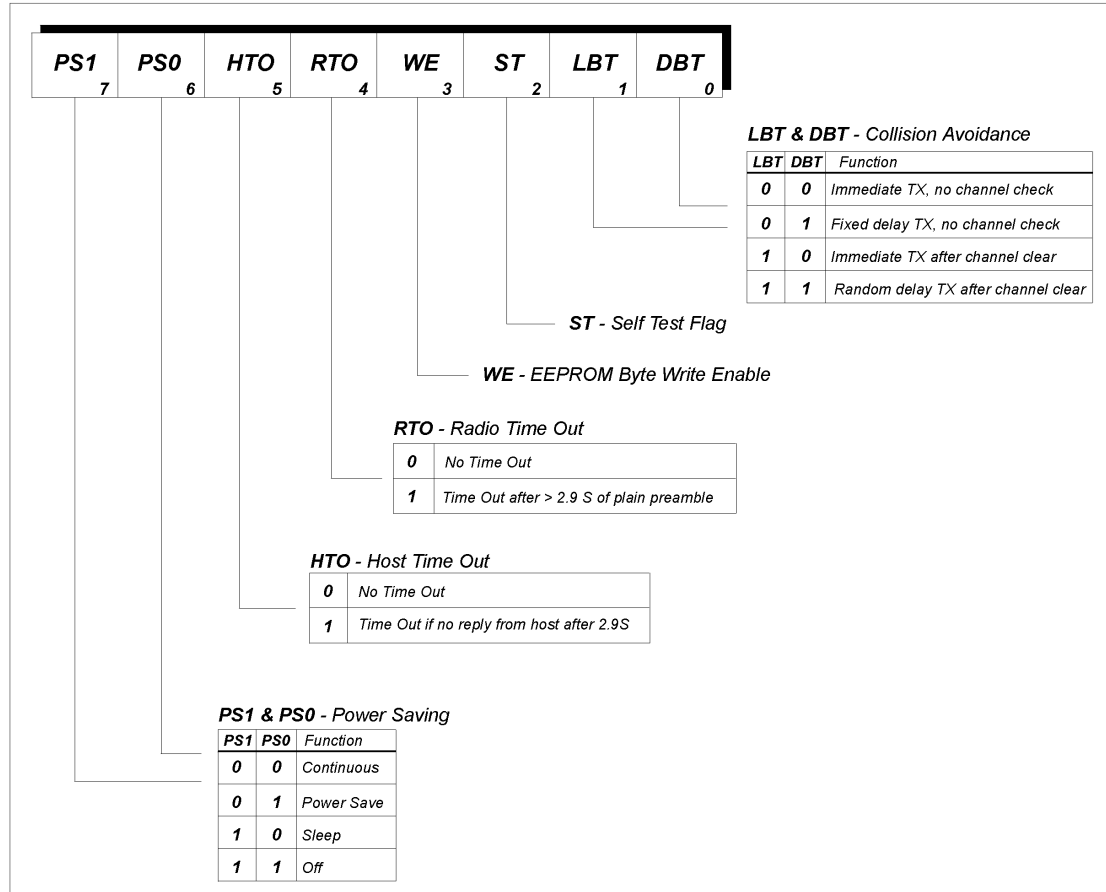 PS1 PS0 HTO RTO WE ST LBT DBT
7 6 5 4 3 2 1 0
LBT & DBT - Collision Avoidance
LBT DBT Function
0 0 Immediate TX, no channel check
0 1 Fixed delay TX, no channel check
1 0 Immediate TX after channel clear
1 1 Random delay TX after channel clear
ST - Self Test Flag
WE - EEPROM Byte Write Enable
RTO - Radio Time Out
0 No Time Out
1 Time Out after > 2.9 S of plain preamble
HTO - Host Time Out
0 No Time Out
1 Time Out if no reply from host after 2.9S
PS1 & PS0 - Power Saving
PS1 PS0 Function
0 0 Continuous
0 1 Power Save
1 0 Sleep
1 1 Off